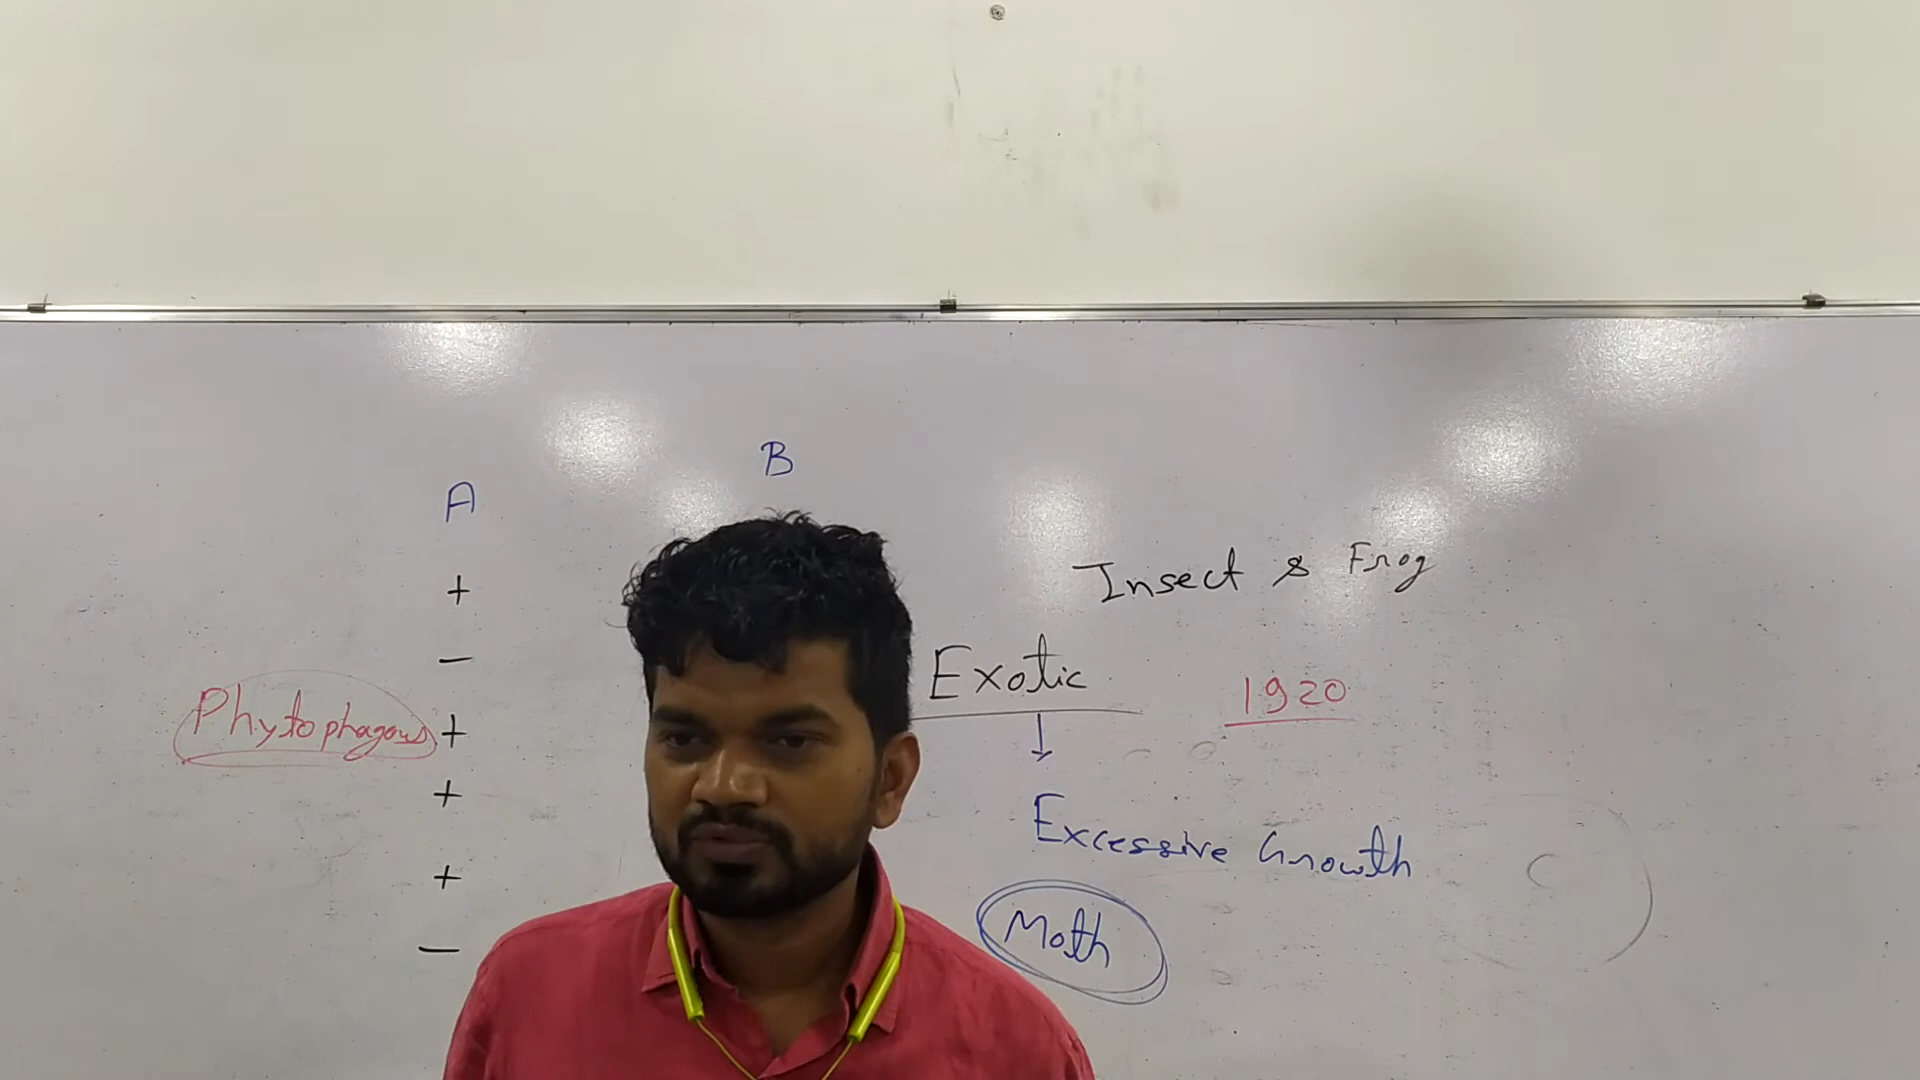 B
A
+
−
Phytophagous +
+
+
−
Insect & Frog
Exotic
1920
↓
Excessive Growth
Moth